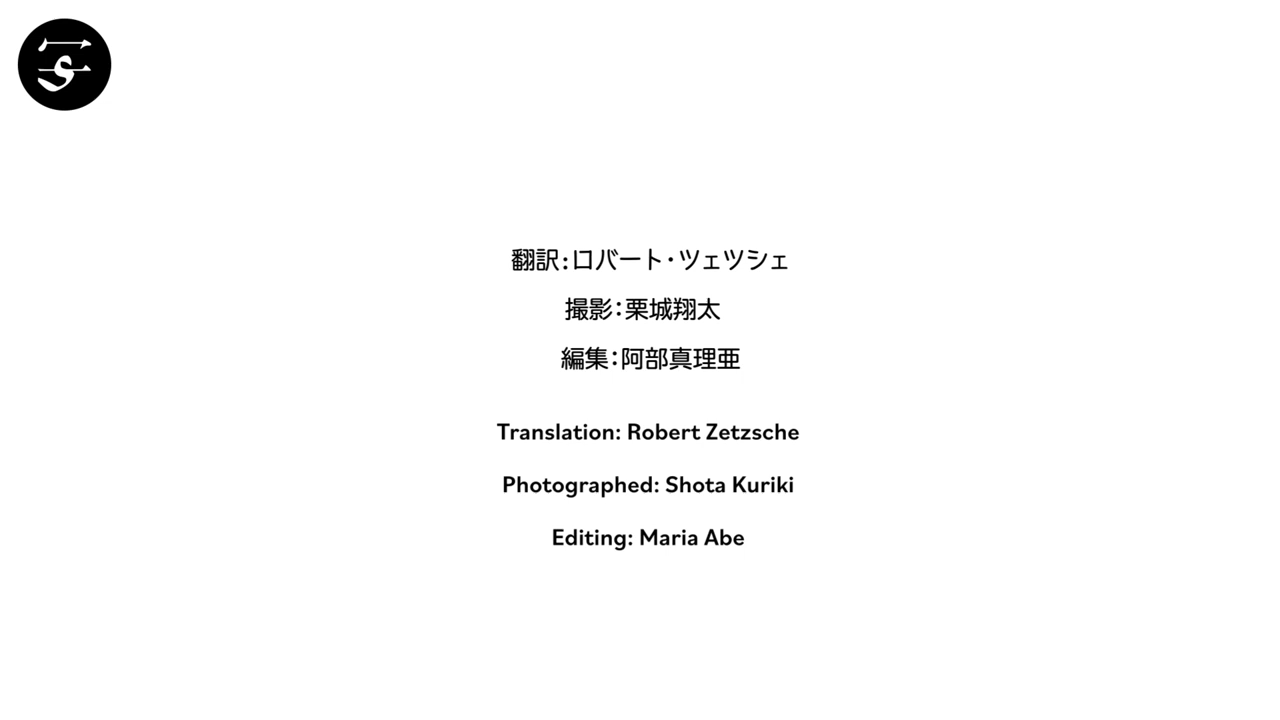 翻訳：ロバート・ツェツシェ
撮影：栗城翔太
編集：阿部真理亜
Translation: Robert Zetzsche
Photographed: Shota Kuriki
Editing: Maria Abe